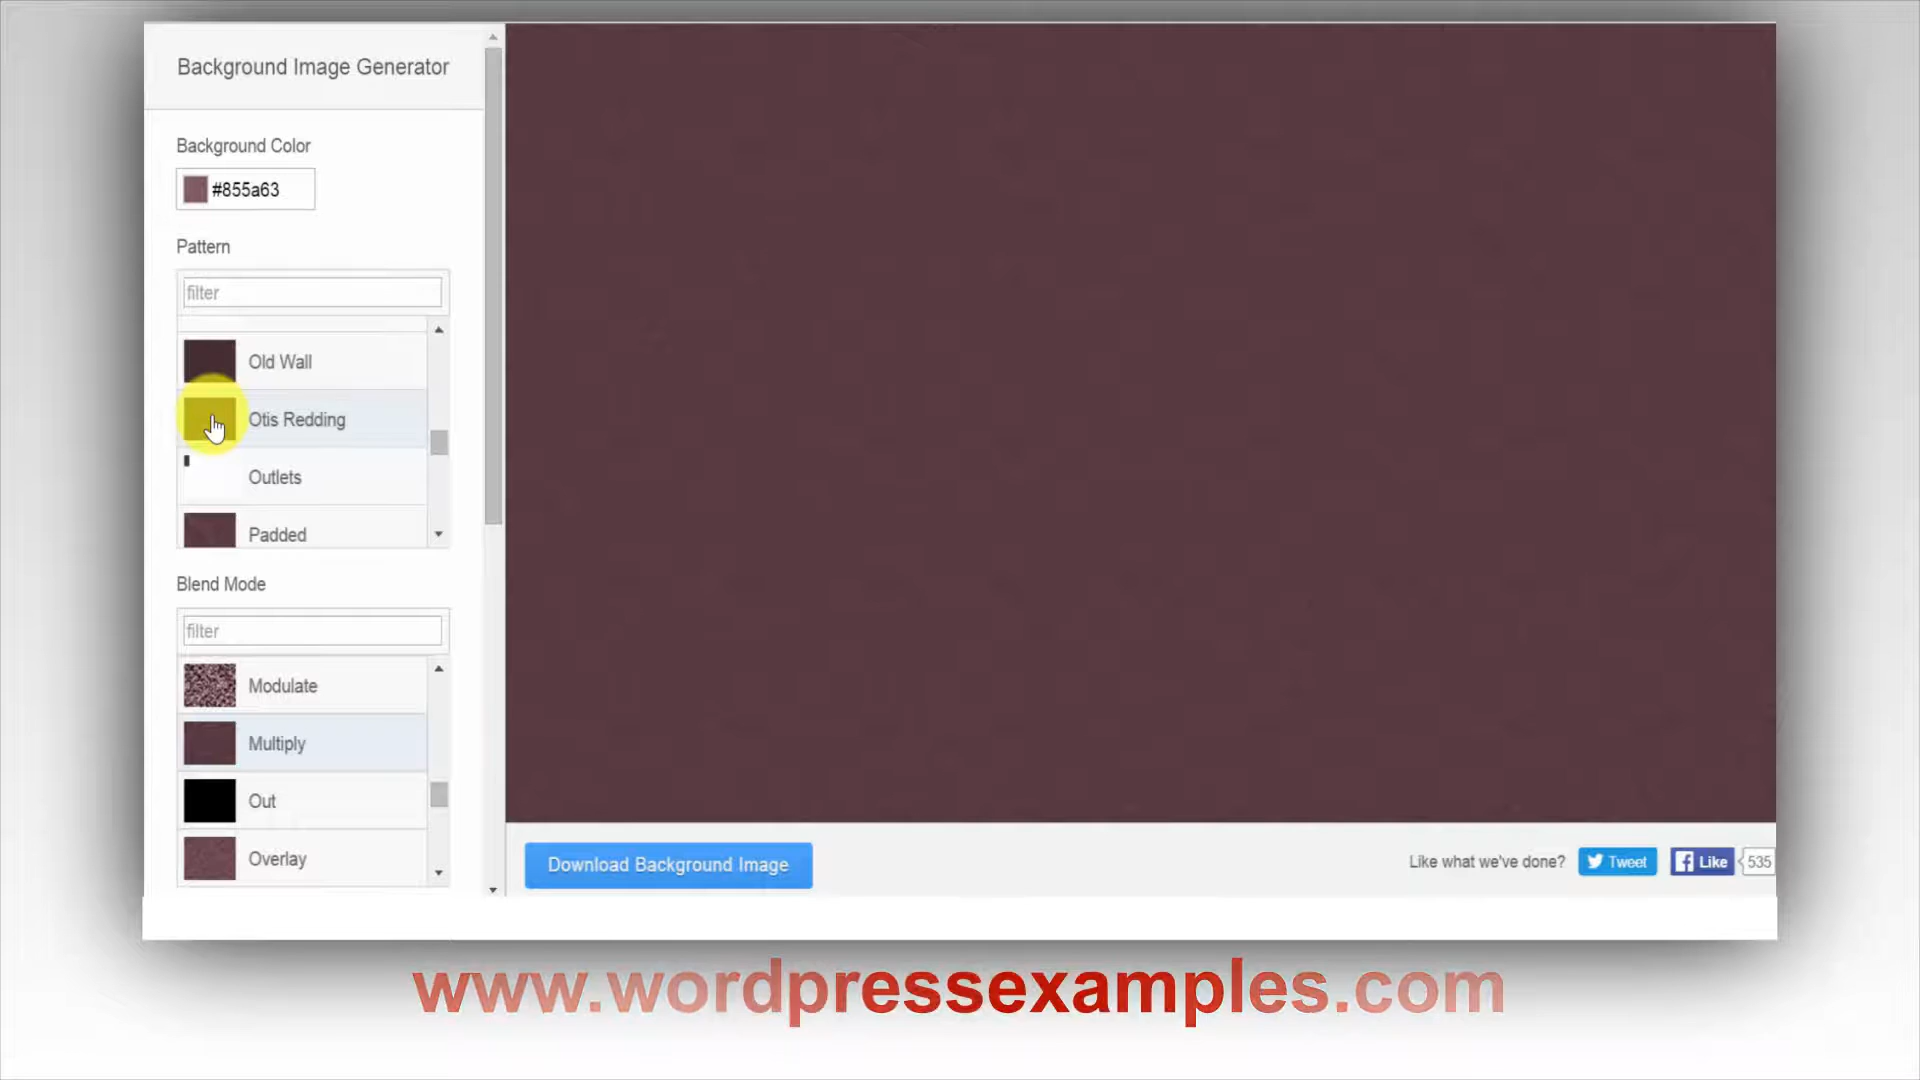 Background Image Generator
Background Color
#855a63
Pattern
filter
Old Wall
Otis Redding
Outlets
Padded
Blend Mode
filter
Modulate
Multiply
Out
Overlay
Download Background Image
Like what we've done?
Tweet
Like
535
www.wordpressexamples.com